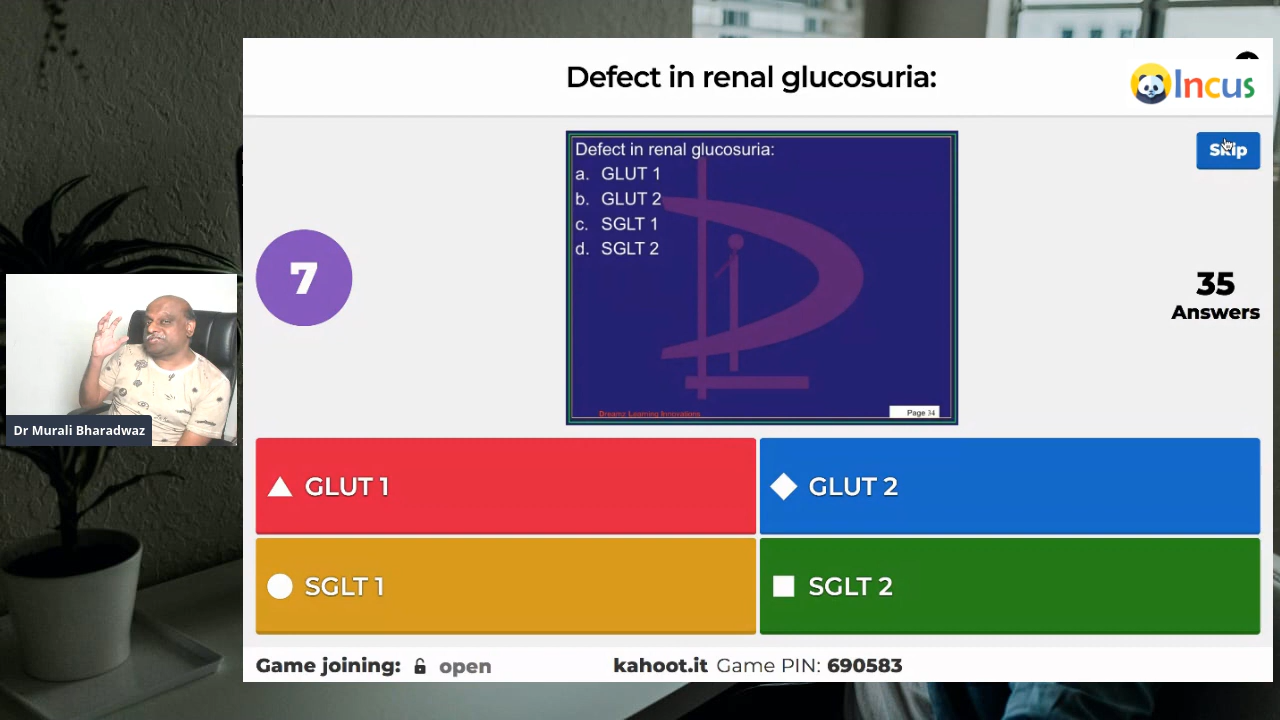 Defect in renal glucosuria:
Incus
Defect in renal glucosuria:
a. GLUT 1
b. GLUT 2
c. SGLT 1
d. SGLT 2
Dreamz Learning Innovations
Page 34
Skip
7
35
Answers
Dr Murali Bharadwaz
GLUT 1
GLUT 2
SGLT 1
SGLT 2
Game joining: open
kahoot.it Game PIN: 690583